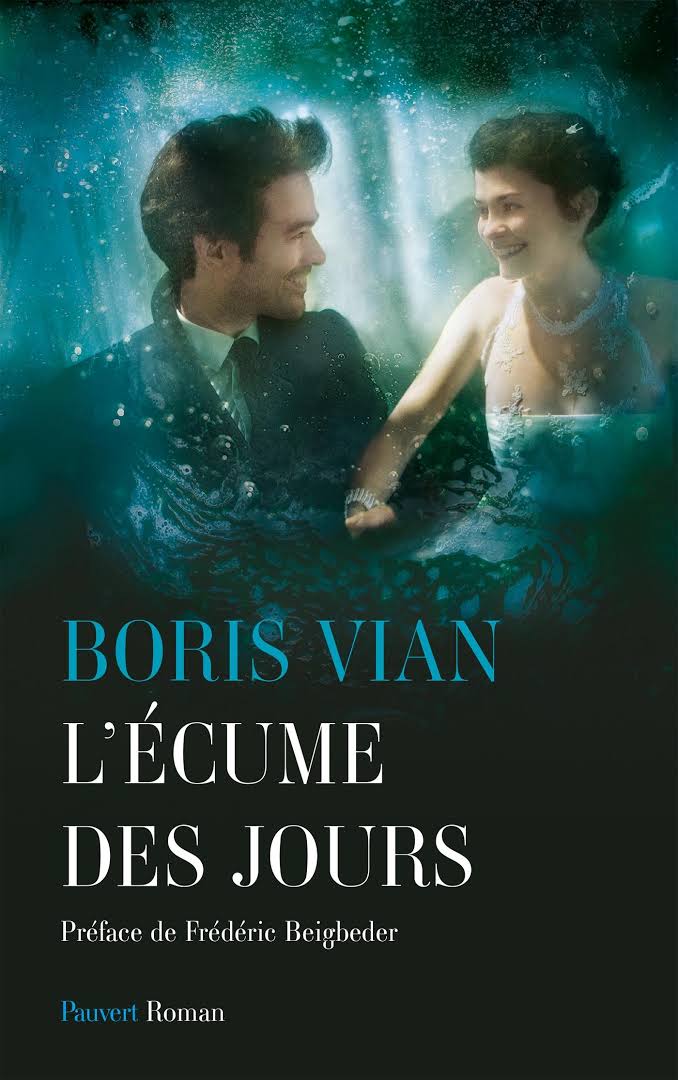 BORIS VIAN
L’ÉCUME
DES JOURS
Préface de Frédéric Beigbeder
Pauvert Roman